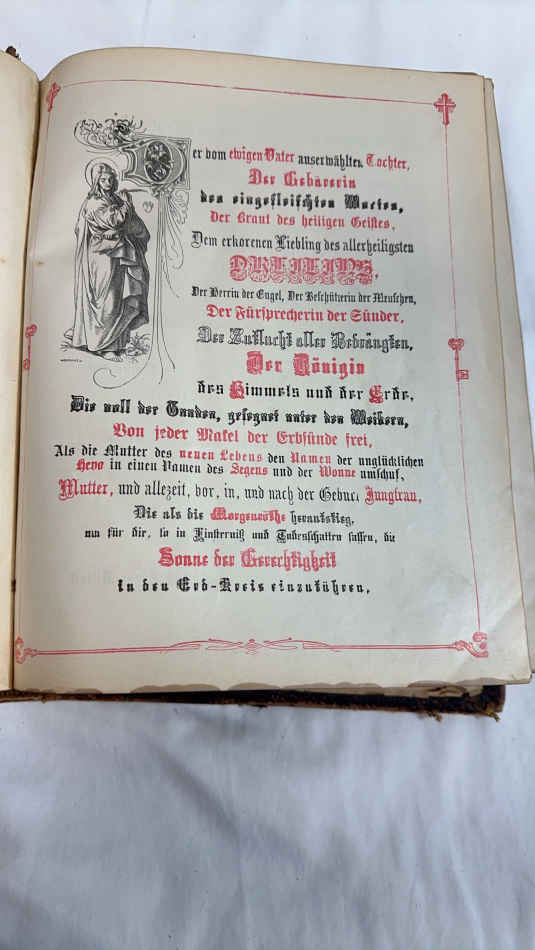 Der vom ewigen Vater auserwählten Tochter,
Der Gebärerin
des eingefleischten Wortes,
Der Braut des heiligen Geistes,
Dem erkorenen Liebling des allerheiligsten
DREIEINS,
Der Herrin der Engel, Der Beschützerin der Menschen,
Der Fürsprecherin der Sünder,
Der Zuflucht aller Bedrängten,
Der Königin
des Himmels und der Erde,
Die voll der Gnaden, gesegnet unter den Weibern,
Von jeder Makel der Erbsünde frei,
Als die Mutter des neuen Lebens den Namen der unglücklichen
Heva in einen Namen des Segens und der Wonne umschuf,
Mutter, und allezeit, vor, in, und nach der Geburt Jungfrau,
Die als die Morgenröthe heraufstieg,
um für die, so in Finsterniß und Todesschatten saßen, die
Sonne der Gerechtigkeit
in den Erd-Kreis einzuführen,